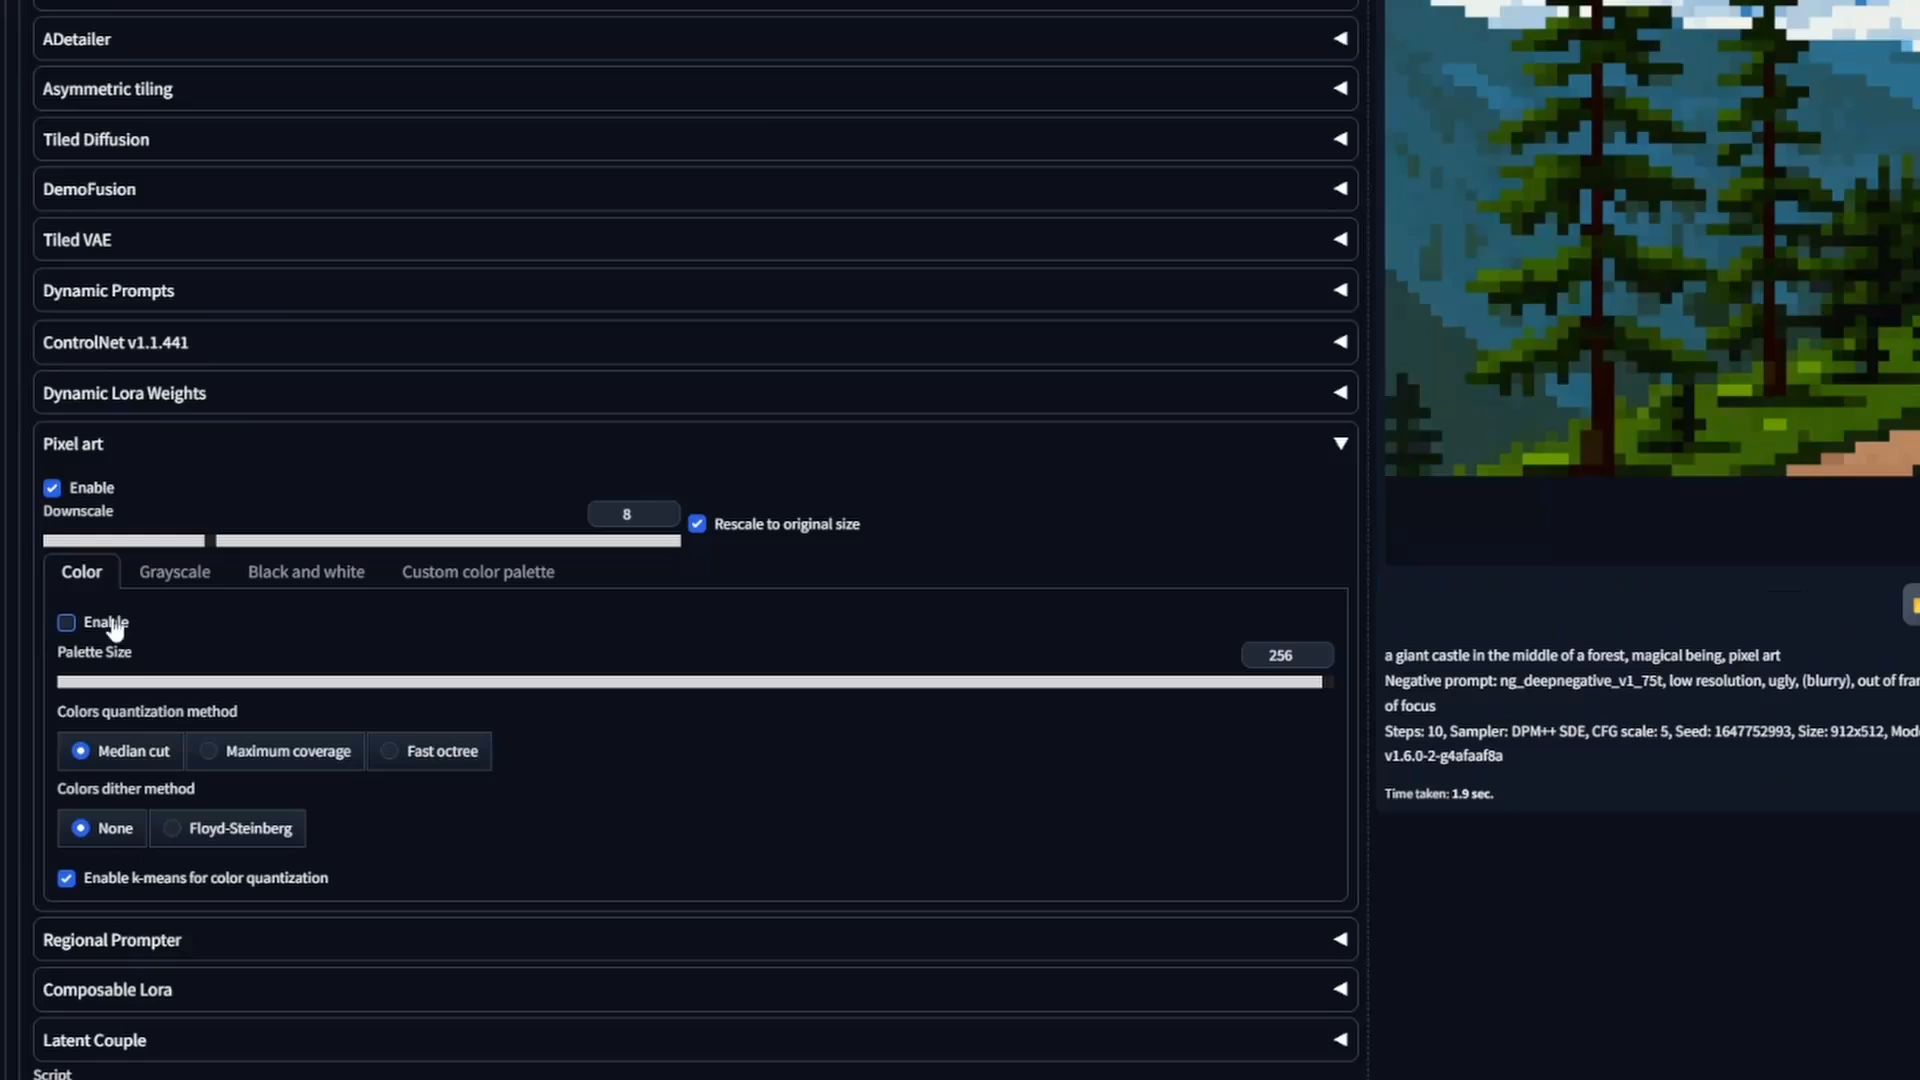 ADetailer
Asymmetric tiling
Tiled Diffusion
DemoFusion
Tiled VAE
Dynamic Prompts
ControlNet v1.1.441
Dynamic Lora Weights
Pixel art
Enable
Downscale
8
Rescale to original size
Color Grayscale Black and white Custom color palette
Enable
Palette Size
256
Colors quantization method
Median cut Maximum coverage Fast octree
Colors dither method
None Floyd-Steinberg
Enable k-means for color quantization
Regional Prompter
Composable Lora
Latent Couple
Script
a giant castle in the middle of a forest, magical being, pixel art
Negative prompt: ng_deepnegative_v1_75t, low resolution, ugly, (blurry), out of
of focus
Steps: 10, Sampler: DPM++ SDE, CFG scale: 5, Seed: 1647752993, Size: 912x512,
v1.6.0-2-g4afaaf8a
Time taken: 1.9 sec.